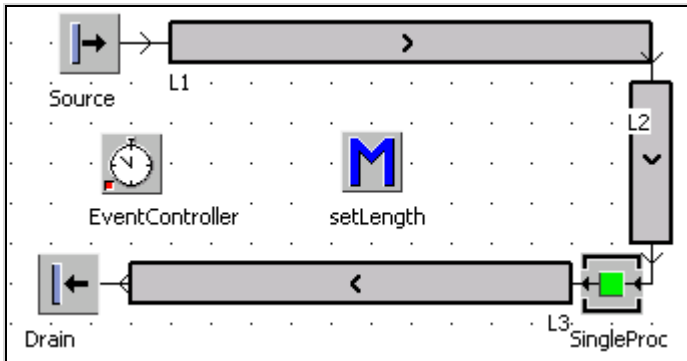 L1
Source
L2
EventController
setLength
L3
Drain
SingleProc